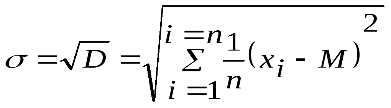 σ = √D = √(Σ_{i=1}^{i=n} 1/n (x_i - M)^2)